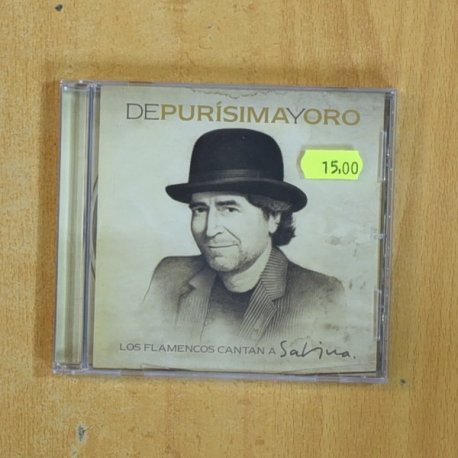 DEPURÍSIMAYORO
15,00
LOS FLAMENCOS CANTAN A Sabina.